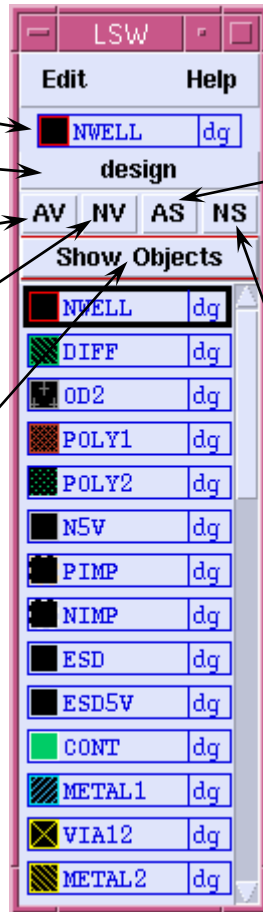 LSW
Edit Help
NWELL dg
design
AV NV AS NS
Show Objects
NWELL dg
DIFF dg
OD2 dg
POLY1 dg
POLY2 dg
N5V dg
PIMP dg
NIMP dg
ESD dg
ESD5V dg
CONT dg
METAL1 dg
VIA12 dg
METAL2 dg